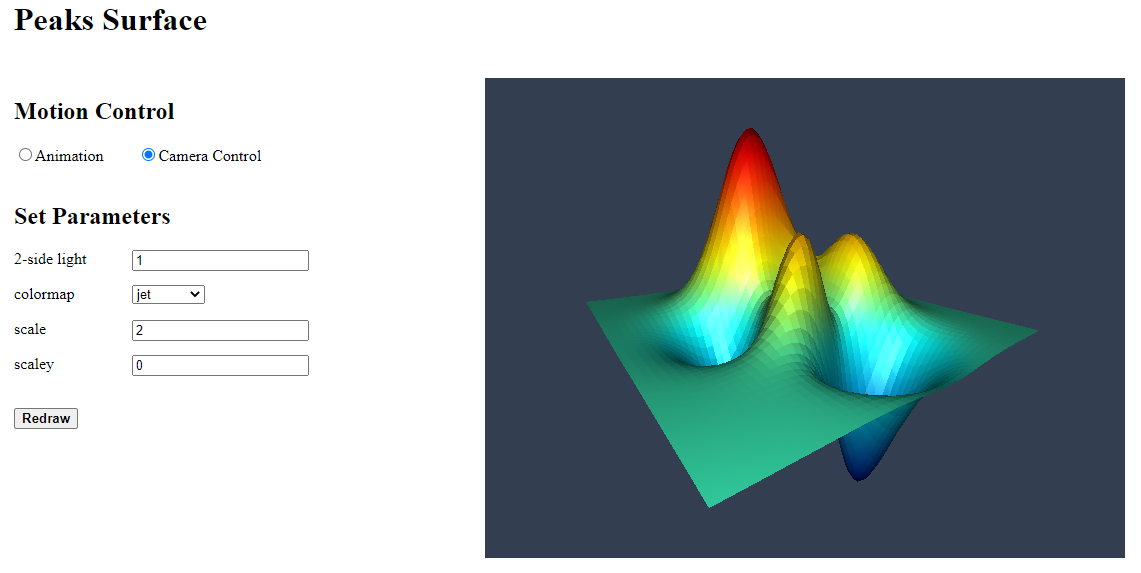 Peaks Surface
Motion Control
Animation Camera Control
Set Parameters
2-side light 1
colormap jet
scale 2
scaley 0
Redraw